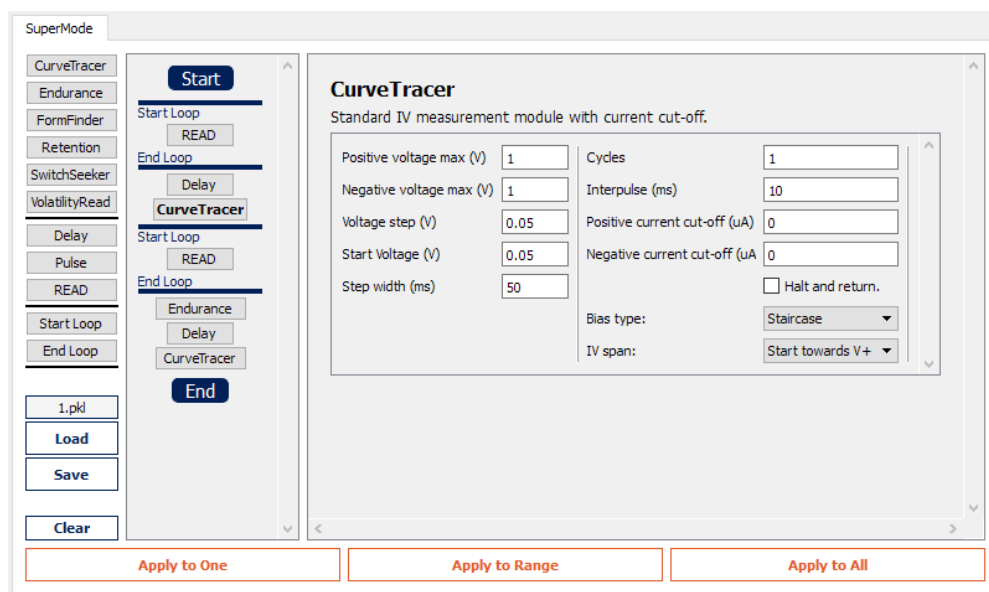 SuperMode
CurveTracer
Endurance
FormFinder
Retention
SwitchSeeker
VolatilityRead
Delay
Pulse
READ
Start Loop
End Loop
1.pkl
Load
Save
Clear
Start
Start Loop
READ
End Loop
Delay
CurveTracer
Start Loop
READ
End Loop
Endurance
Delay
CurveTracer
End
CurveTracer
Standard IV measurement module with current cut-off.
Positive voltage max (V) 1
Negative voltage max (V) 1
Voltage step (V) 0.05
Start Voltage (V) 0.05
Step width (ms) 50
Cycles 1
Interpulse (ms) 10
Positive current cut-off (uA) 0
Negative current cut-off (uA 0
Halt and return.
Bias type: Staircase
IV span: Start towards V+
Apply to One
Apply to Range
Apply to All